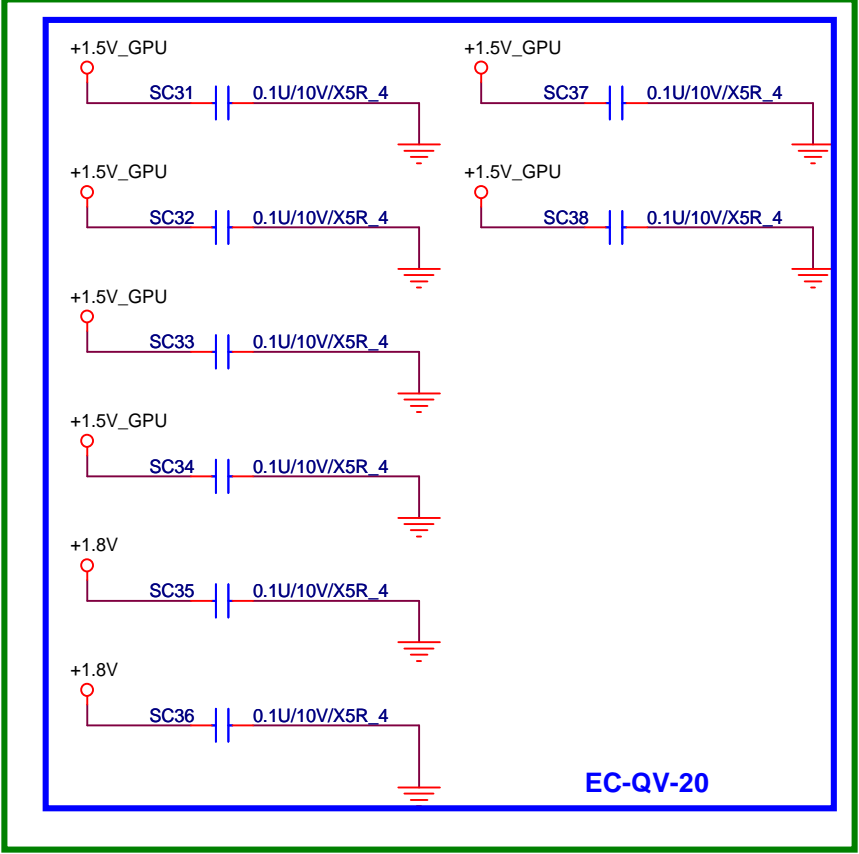 +1.5V_GPU
SC31 0.1U/10V/X5R_4
+1.5V_GPU
SC32 0.1U/10V/X5R_4
+1.5V_GPU
SC33 0.1U/10V/X5R_4
+1.5V_GPU
SC34 0.1U/10V/X5R_4
+1.8V
SC35 0.1U/10V/X5R_4
+1.8V
SC36 0.1U/10V/X5R_4
+1.5V_GPU
SC37 0.1U/10V/X5R_4
+1.5V_GPU
SC38 0.1U/10V/X5R_4
EC-QV-20